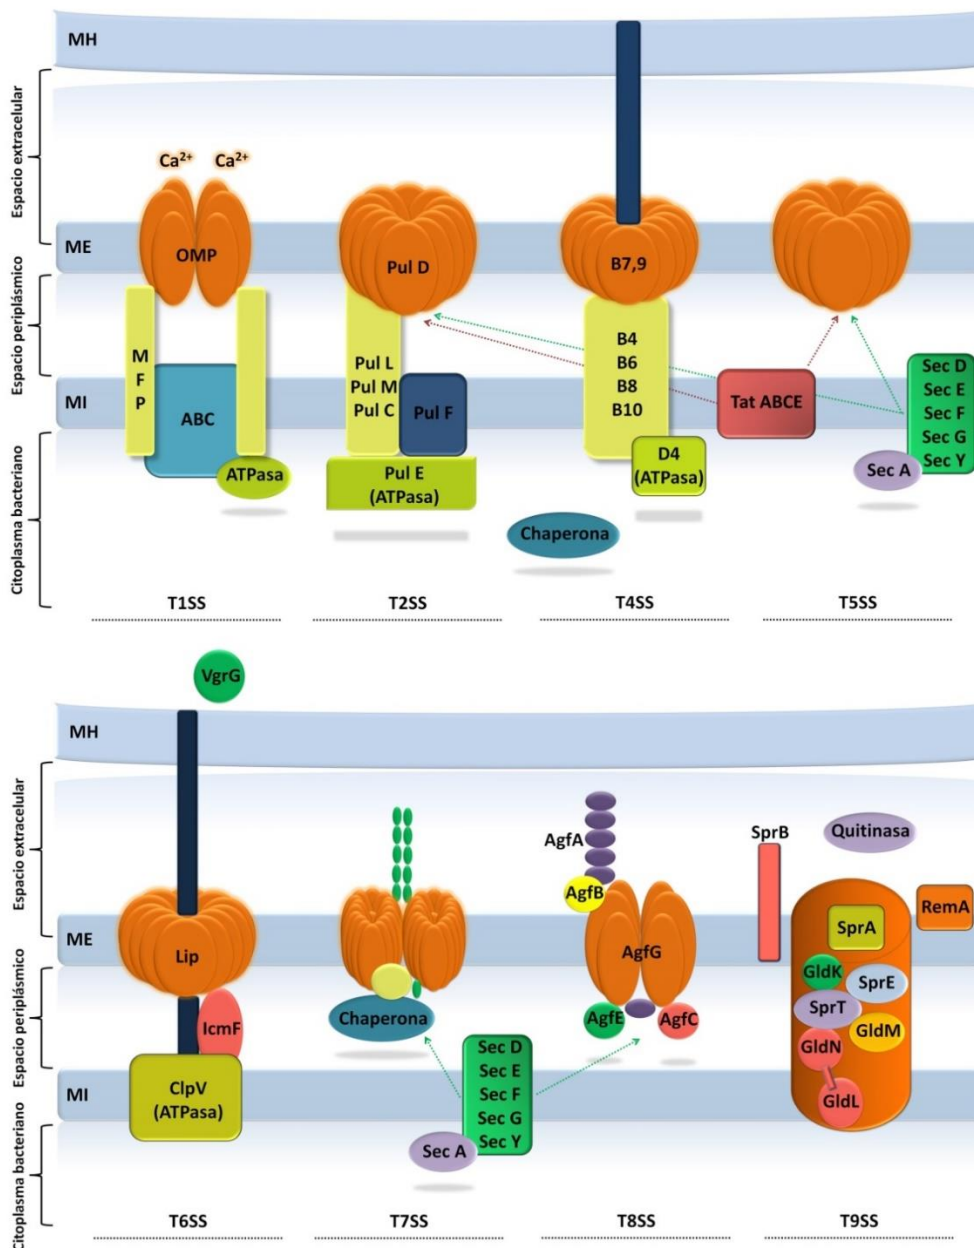 MH
Espacio extracelular
Ca²⁺ Ca²⁺
ME
OMP
Pul D
B7,9
Espacio periplásmico
M
F
P
ABC
Pul L
Pul M
Pul C
Pul F
B4
B6
B8
B10
Tat ABCE
Sec D
Sec E
Sec F
Sec G
Sec Y
MI
Citoplasma bacteriano
ATPasa
Pul E
(ATPasa)
D4
(ATPasa)
Sec A
Chaperona
T1SS
T2SS
T4SS
T5SS
VgrG
MH
Espacio extracelular
AgfA
AgfB
SprB
Quitinasa
RemA
ME
Lip
AgfG
SprA
Espacio periplásmico
IcmF
Chaperona
AgfE
AgfC
GldK
SprE
SprT
GldM
GldN
GldL
MI
ClpV
(ATPasa)
Sec D
Sec E
Sec F
Sec G
Sec Y
Sec A
Citoplasma bacteriano
T6SS
T7SS
T8SS
T9SS